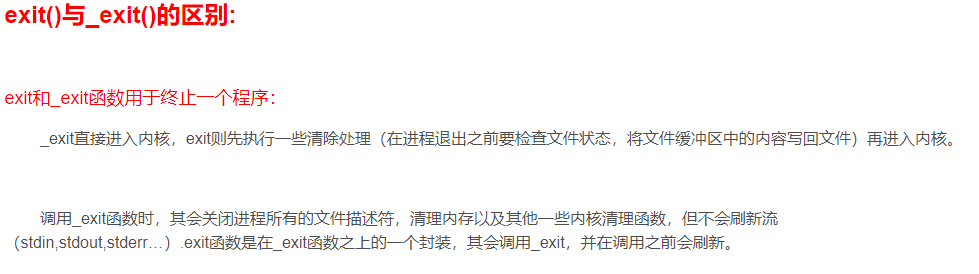 exit()与_exit()的区别:
exit和_exit函数用于终止一个程序：
_exit直接进入内核，exit则先执行一些清除处理（在进程退出之前要检查文件状态，将文件缓冲区中的内容写回文件）再进入内核。
调用_exit函数时，其会关闭进程所有的文件描述符，清理内存以及其他一些内核清理函数，但不会刷新流
（stdin,stdout,stderr...）.exit函数是在_exit函数之上的一个封装，其会调用_exit，并在调用之前会刷新。